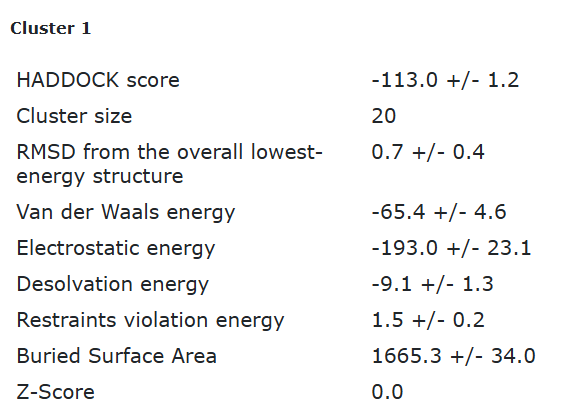 Cluster 1
HADDOCK score -113.0 +/- 1.2
Cluster size 20
RMSD from the overall lowest- 0.7 +/- 0.4
energy structure
Van der Waals energy -65.4 +/- 4.6
Electrostatic energy -193.0 +/- 23.1
Desolvation energy -9.1 +/- 1.3
Restraints violation energy 1.5 +/- 0.2
Buried Surface Area 1665.3 +/- 34.0
Z-Score 0.0